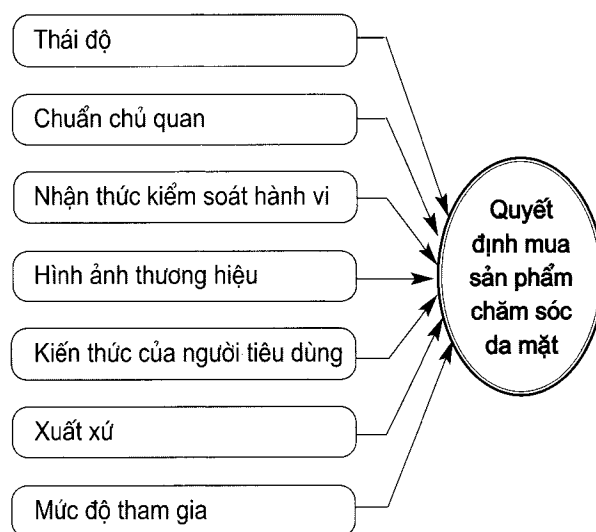 Thái độ
Chuẩn chủ quan
Nhận thức kiểm soát hành vi
Hình ảnh thương hiệu
Kiến thức của người tiêu dùng
Xuất xứ
Mức độ tham gia
Quyết
định mua
sản phẩm
chăm sóc
da mặt